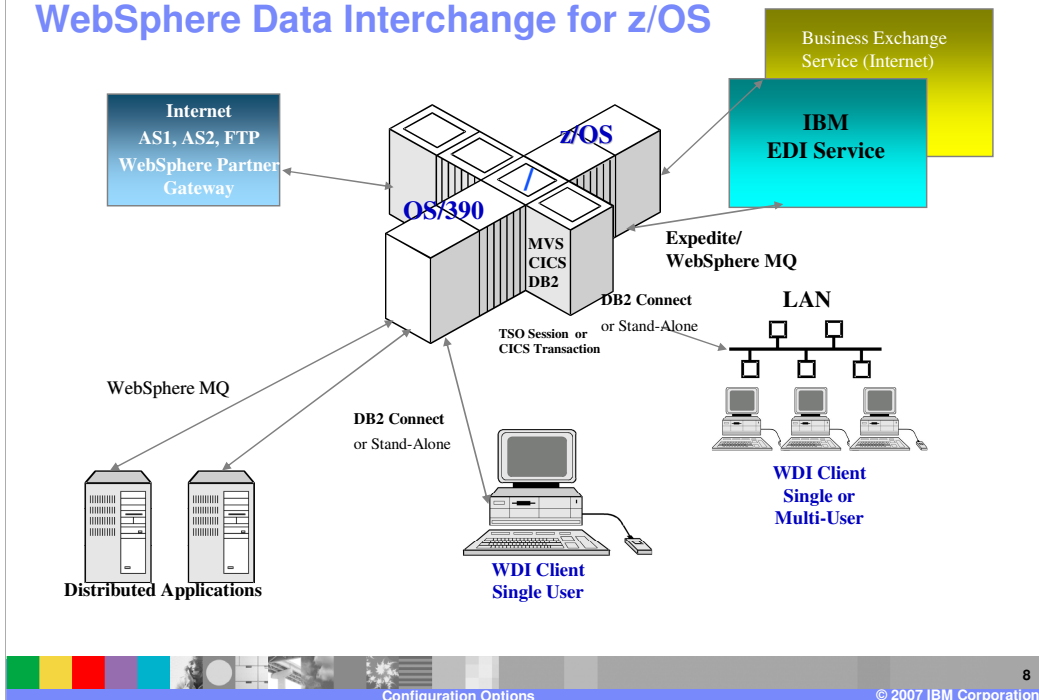 WebSphere Data Interchange for z/OS
Business Exchange
Service (Internet)
Internet
AS1, AS2, FTP
WebSphere Partner
Gateway
IBM
EDI Service
z/OS
/
OS/390
MVS
CICS
DB2
Expedite/
WebSphere MQ
DB2 Connect
or Stand-Alone
LAN
TSO Session or
CICS Transaction
WebSphere MQ
DB2 Connect
or Stand-Alone
WDI Client
Single or
Multi-User
WDI Client
Single User
Distributed Applications
8
Configuration Options
© 2007 IBM Corporation